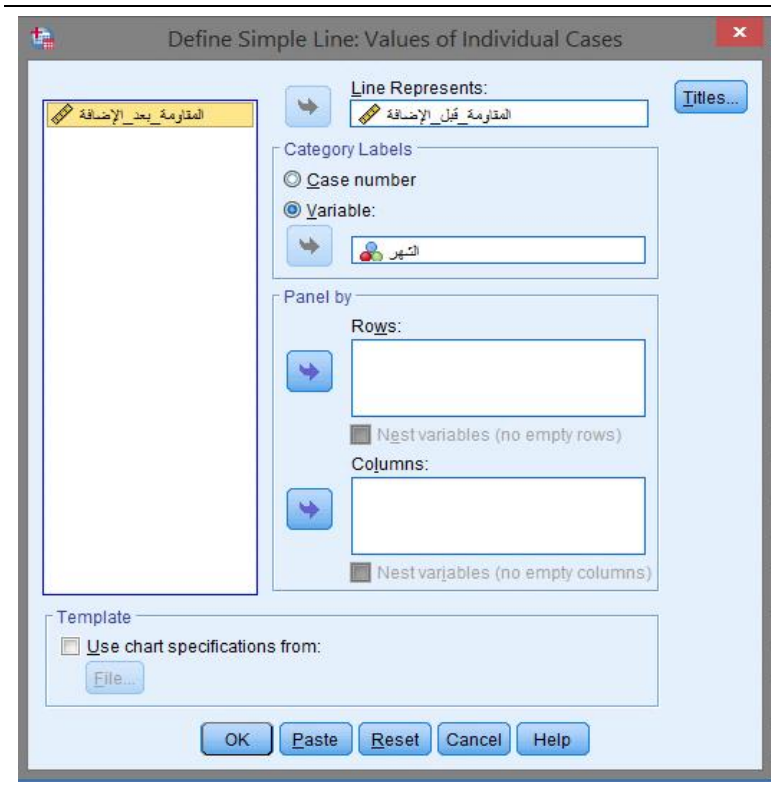 Define Simple Line: Values of Individual Cases
المقاومة_بعد_الإضافة
Line Represents:
المقاومة_قبل_الإضافة
Titles...
Category Labels
Case number
Variable:
الشهر
Panel by
Rows:
Nest variables (no empty rows)
Columns:
Nest variables (no empty columns)
Template
Use chart specifications from:
File...
OK Paste Reset Cancel Help